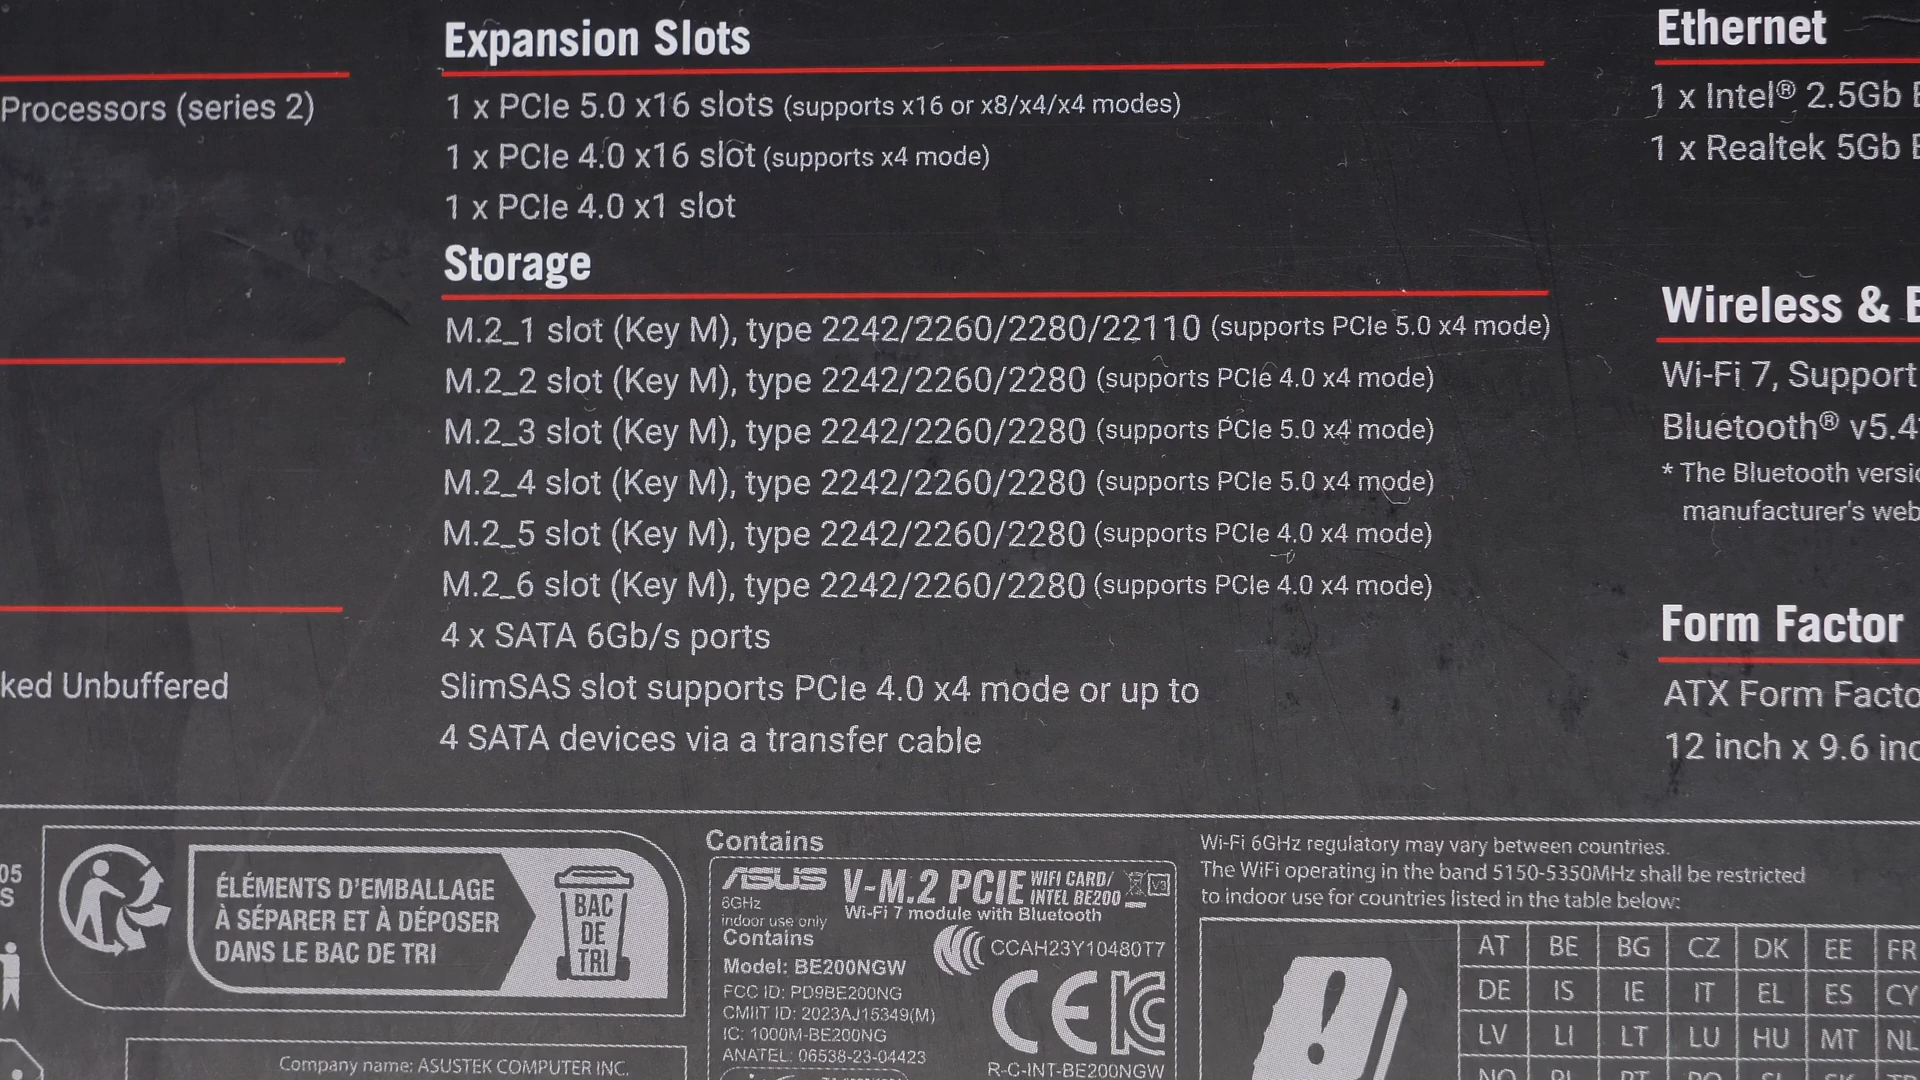 Processors (series 2)
ked Unbuffered
Expansion Slots
1 x PCIe 5.0 x16 slots (supports x16 or x8/x4/x4 modes)
1 x PCIe 4.0 x16 slot (supports x4 mode)
1 x PCIe 4.0 x1 slot
Storage
M.2_1 slot (Key M), type 2242/2260/2280/22110 (supports PCIe 5.0 x4 mode)
M.2_2 slot (Key M), type 2242/2260/2280 (supports PCIe 4.0 x4 mode)
M.2_3 slot (Key M), type 2242/2260/2280 (supports PCIe 5.0 x4 mode)
M.2_4 slot (Key M), type 2242/2260/2280 (supports PCIe 5.0 x4 mode)
M.2_5 slot (Key M), type 2242/2260/2280 (supports PCIe 4.0 x4 mode)
M.2_6 slot (Key M), type 2242/2260/2280 (supports PCIe 4.0 x4 mode)
4 x SATA 6Gb/s ports
SlimSAS slot supports PCIe 4.0 x4 mode or up to
4 SATA devices via a transfer cable
Ethernet
1 x Intel® 2.5Gb E
1 x Realtek 5Gb E
Wireless & B
Wi-Fi 7, Support
Bluetooth® v5.4*
* The Bluetooth versio
manufacturer's web
Form Factor
ATX Form Facto
12 inch x 9.6 inc
05
S
ÉLÉMENTS D'EMBALLAGE
À SÉPARER ET À DÉPOSER
DANS LE BAC DE TRI
BAC
DE
TRI
Company name: ASUSTEK COMPUTER INC.
Contains
ASUS V-M.2 PCIE WIFI CARD/
INTEL BE200
V3
6GHz
indoor use only
Wi-Fi 7 module with Bluetooth
Contains
Model: BE200NGW
FCC ID: PD9BE200NG
CMIIT ID: 2023AJ15349(M)
IC: 1000M-BE200NG
ANATEL: 06538-23-04423
CCAH23Y10480T7
CE
R-C-INT-BE200NGW
Wi-Fi 6GHz regulatory may vary between countries.
The WiFi operating in the band 5150-5350MHz shall be restricted
to indoor use for countries listed in the table below:
!
AT BE BG CZ DK EE FR
DE IS IE IT EL ES CY
LV LI LT LU HU MT NL